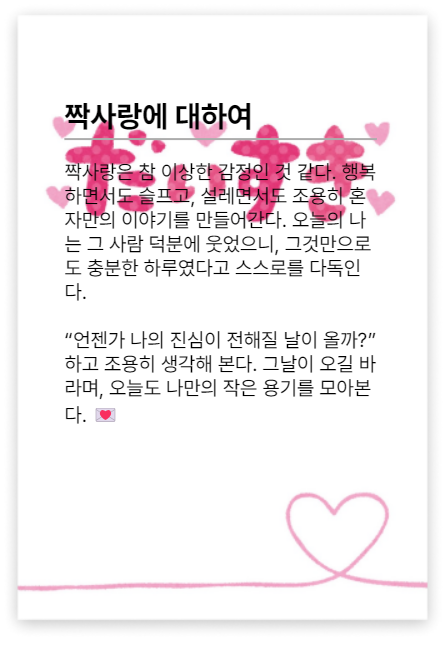 짝사랑에 대하여
だいすき
짝사랑은 참 이상한 감정인 것 같다. 행복
하면서도 슬프고, 설레면서도 조용히 혼
자만의 이야기를 만들어간다. 오늘의 나
는 그 사람 덕분에 웃었으니, 그것만으로
도 충분한 하루였다고 스스로를 다독인
다.
“언젠가 나의 진심이 전해질 날이 올까?”
하고 조용히 생각해 본다. 그날이 오길 바
라며, 오늘도 나만의 작은 용기를 모아본
다. 💌